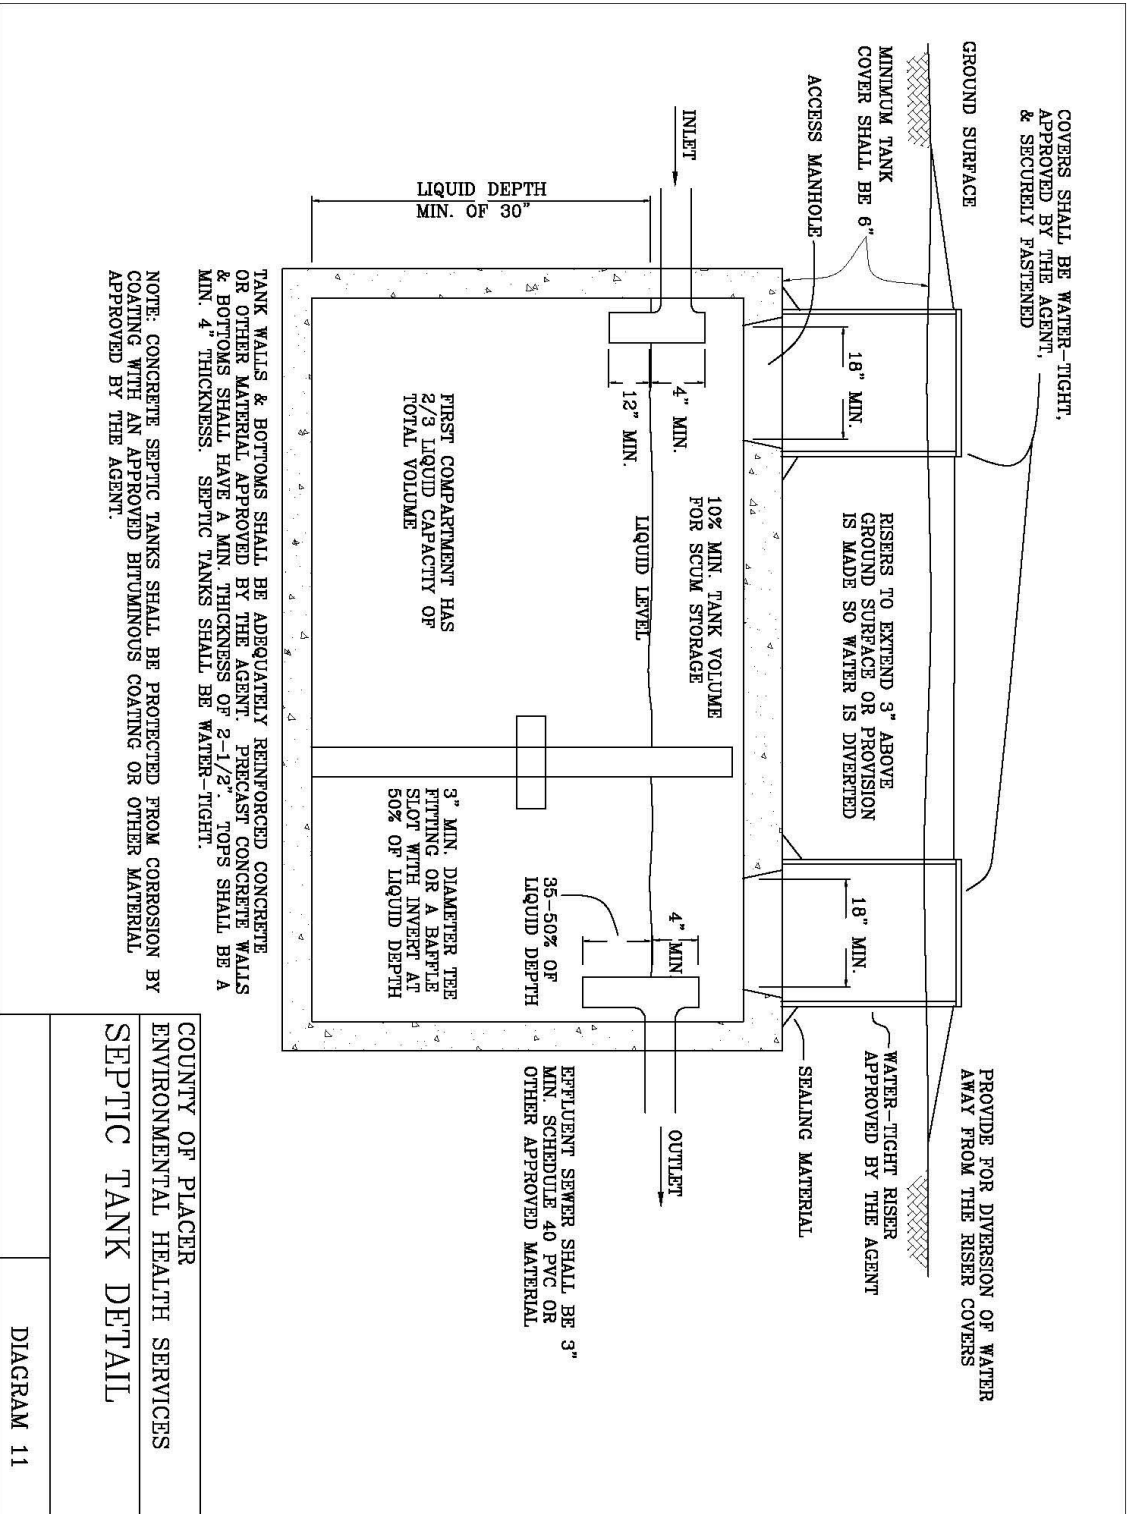 COVERS SHALL BE WATER-TIGHT,
APPROVED BY THE AGENT,
& SECURELY FASTENED
GROUND SURFACE
MINIMUM TANK
COVER SHALL BE 6"
ACCESS MANHOLE
INLET
LIQUID DEPTH
MIN. OF 30"
18" MIN.
4" MIN.
12" MIN.
RISERS TO EXTEND 3" ABOVE
GROUND SURFACE OR PROVISION
IS MADE SO WATER IS DIVERTED
10% MIN. TANK VOLUME
FOR SCUM STORAGE
LIQUID LEVEL
FIRST COMPARTMENT HAS
2/3 LIQUID CAPACTIY OF
TOTAL VOLUME
18" MIN.
4" MIN
35-50% OF
LIQUID DEPTH
3" MIN. DIAMETER TEE
FITTING OR A BAFFLE
SLOT WITH INVERT AT
50% OF LIQUID DEPTH
PROVIDE FOR DIVERSION OF WATER
AWAY FROM THE RISER COVERS
WATER-TIGHT RISER
APPROVED BY THE AGENT
SEALING MATERIAL
OUTLET
EFFLUENT SEWER SHALL BE 3"
MIN. SCHEDULE 40 PVC OR
OTHER APPROVED MATERIAL
TANK WALLS & BOTTOMS SHALL BE ADEQUATELY REINFORCED CONCRETE
OR OTHER MATERIAL APPROVED BY THE AGENT. PRECAST CONCRETE WALLS
& BOTTOMS SHALL HAVE A MIN. THICKNESS OF 2-1/2". TOPS SHALL BE A
MIN. 4" THICKNESS. SEPTIC TANKS SHALL BE WATER-TIGHT.
NOTE: CONCRETE SEPTIC TANKS SHALL BE PROTECTED FROM CORROSION BY
COATING WITH AN APPROVED BITUMINOUS COATING OR OTHER MATERIAL
APPROVED BY THE AGENT.
COUNTY OF PLACER
ENVIRONMENTAL HEALTH SERVICES
SEPTIC TANK DETAIL
DIAGRAM 11